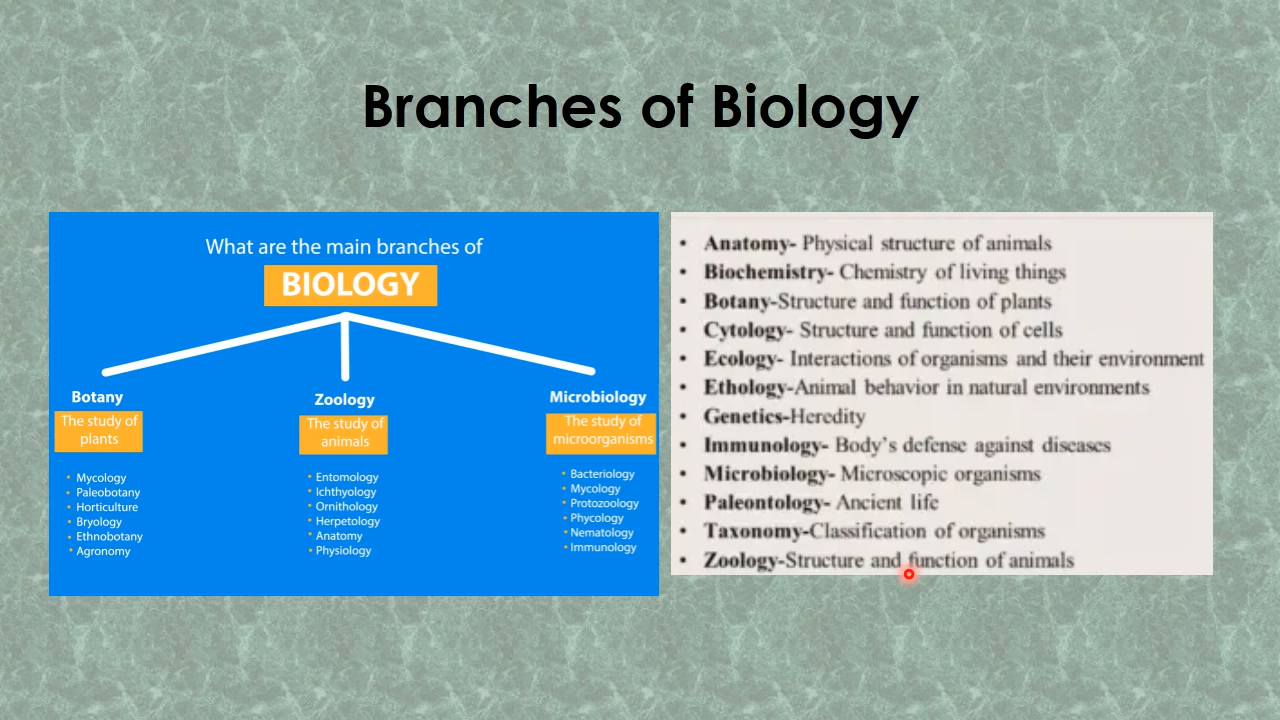 Branches of Biology
What are the main branches of
BIOLOGY
Botany
The study of
plants
• Mycology
• Paleobotany
• Horticulture
• Bryology
• Ethnobotany
• Agronomy
Zoology
The study of
animals
• Entomology
• Ichthyology
• Ornithology
• Herpetology
• Anatomy
• Physiology
Microbiology
The study of
microorganisms
• Bacteriology
• Mycology
• Protozoology
• Phycology
• Nematology
• Immunology
• Anatomy- Physical structure of animals
• Biochemistry- Chemistry of living things
• Botany-Structure and function of plants
• Cytology- Structure and function of cells
• Ecology- Interactions of organisms and their environment
• Ethology-Animal behavior in natural environments
• Genetics-Heredity
• Immunology- Body's defense against diseases
• Microbiology- Microscopic organisms
• Paleontology- Ancient life
• Taxonomy-Classification of organisms
• Zoology-Structure and function of animals